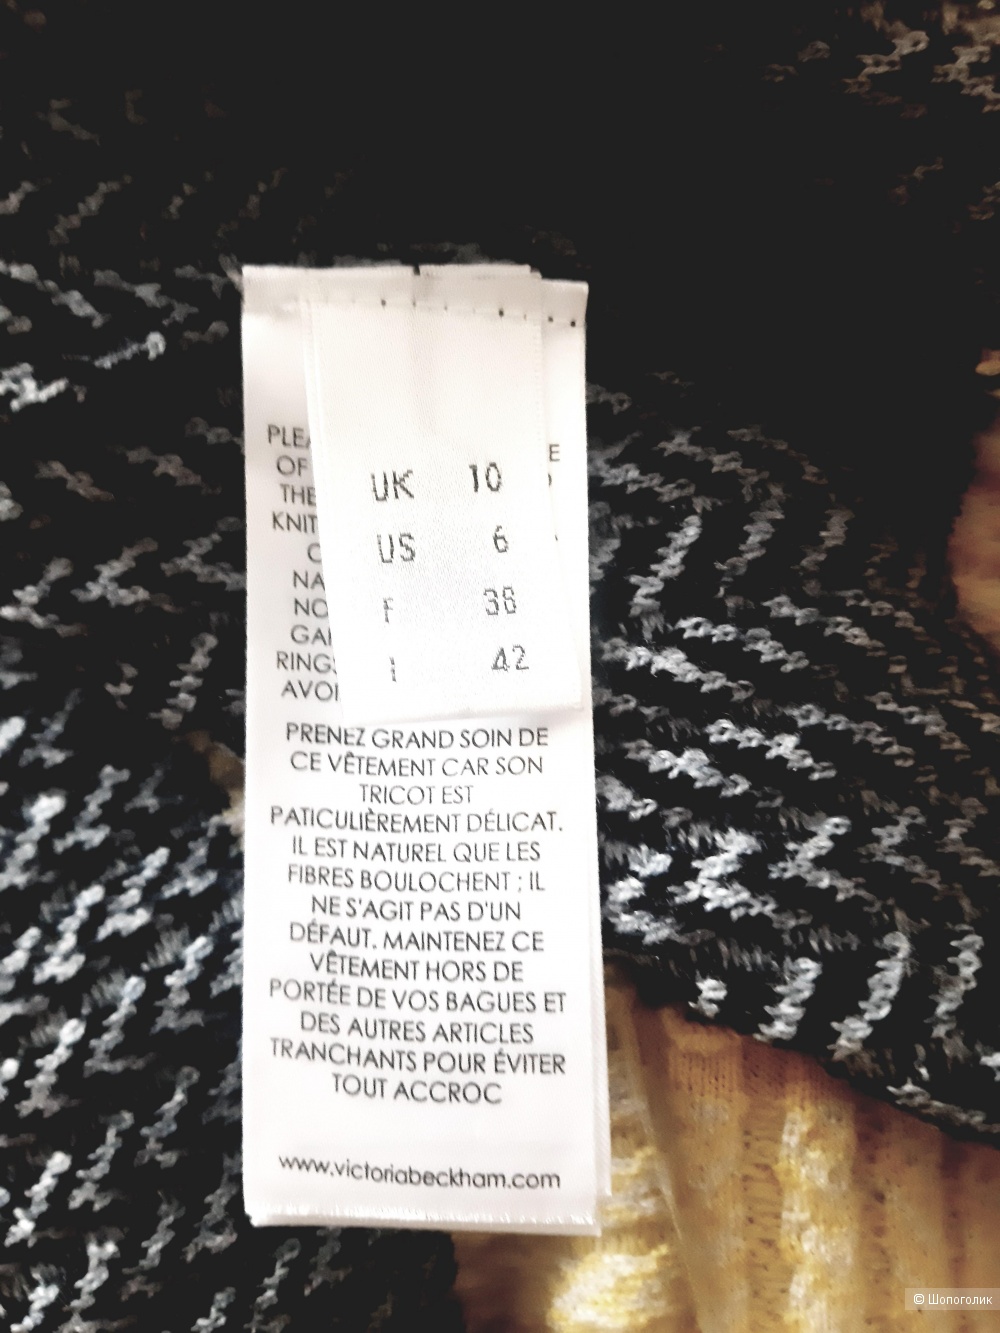 UK 10
US 6
F 38
I 42
PLEA
OF
THE
KNIT
NA
NO
GAR
RINGS
AVOI
E
PRENEZ GRAND SOIN DE
CE VÊTEMENT CAR SON
TRICOT EST
PATICULIÈREMENT DÉLICAT.
IL EST NATUREL QUE LES
FIBRES BOULOCHENT ; IL
NE S'AGIT PAS D'UN
DÉFAUT. MAINTENEZ CE
VÊTEMENT HORS DE
PORTÉE DE VOS BAGUES ET
DES AUTRES ARTICLES
TRANCHANTS POUR ÉVITER
TOUT ACCROC
www.victoriabeckham.com
© Шопоголик